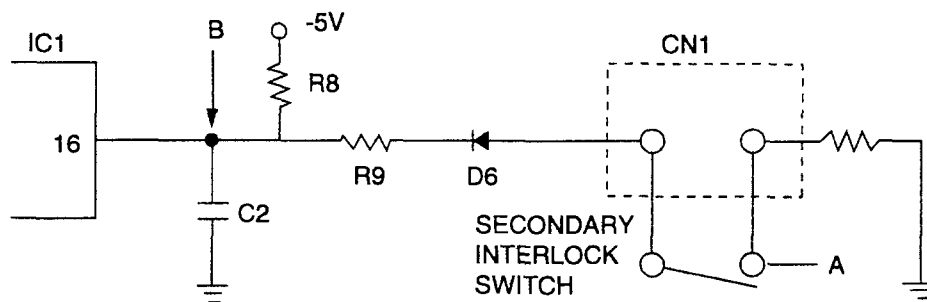 IC1
B
-5V
R8
CN1
16
R9
D6
C2
SECONDARY
INTERLOCK
SWITCH
A